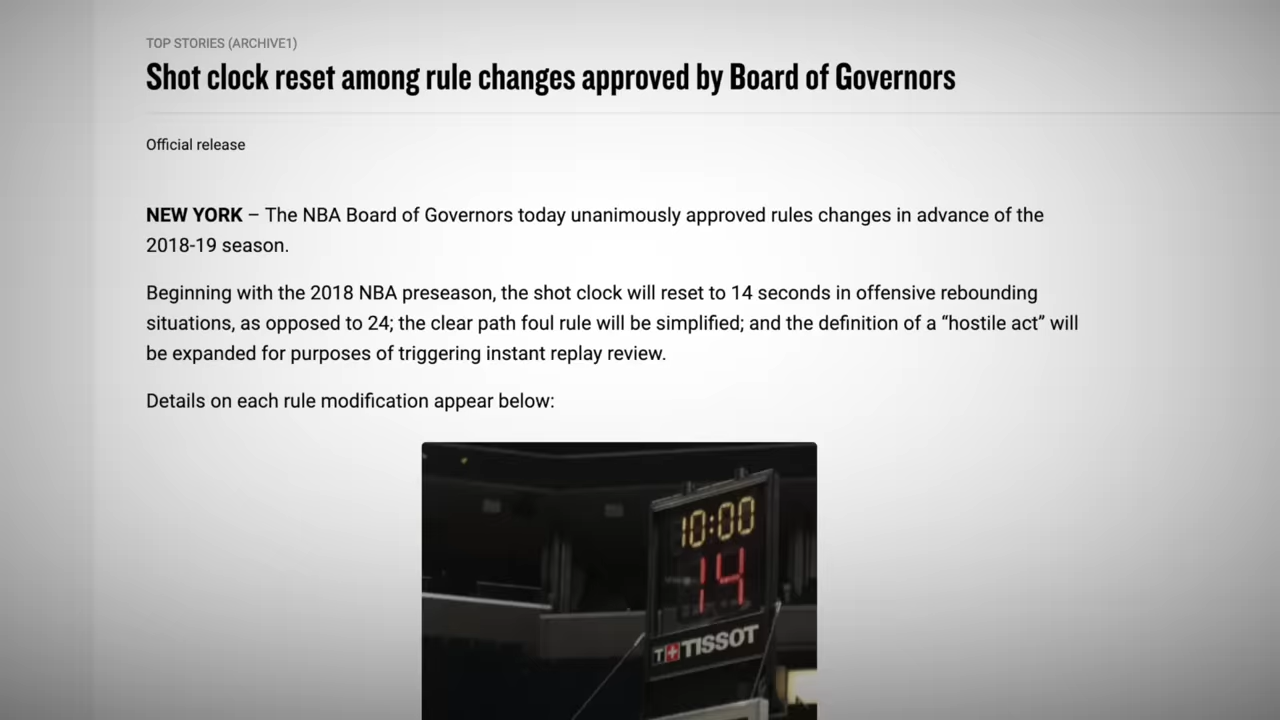 TOP STORIES (ARCHIVE1)
Shot clock reset among rule changes approved by Board of Governors
Official release
NEW YORK – The NBA Board of Governors today unanimously approved rules changes in advance of the
2018-19 season.
Beginning with the 2018 NBA preseason, the shot clock will reset to 14 seconds in offensive rebounding
situations, as opposed to 24; the clear path foul rule will be simplified; and the definition of a “hostile act” will
be expanded for purposes of triggering instant replay review.
Details on each rule modification appear below:
10:00
14
T+ TISSOT